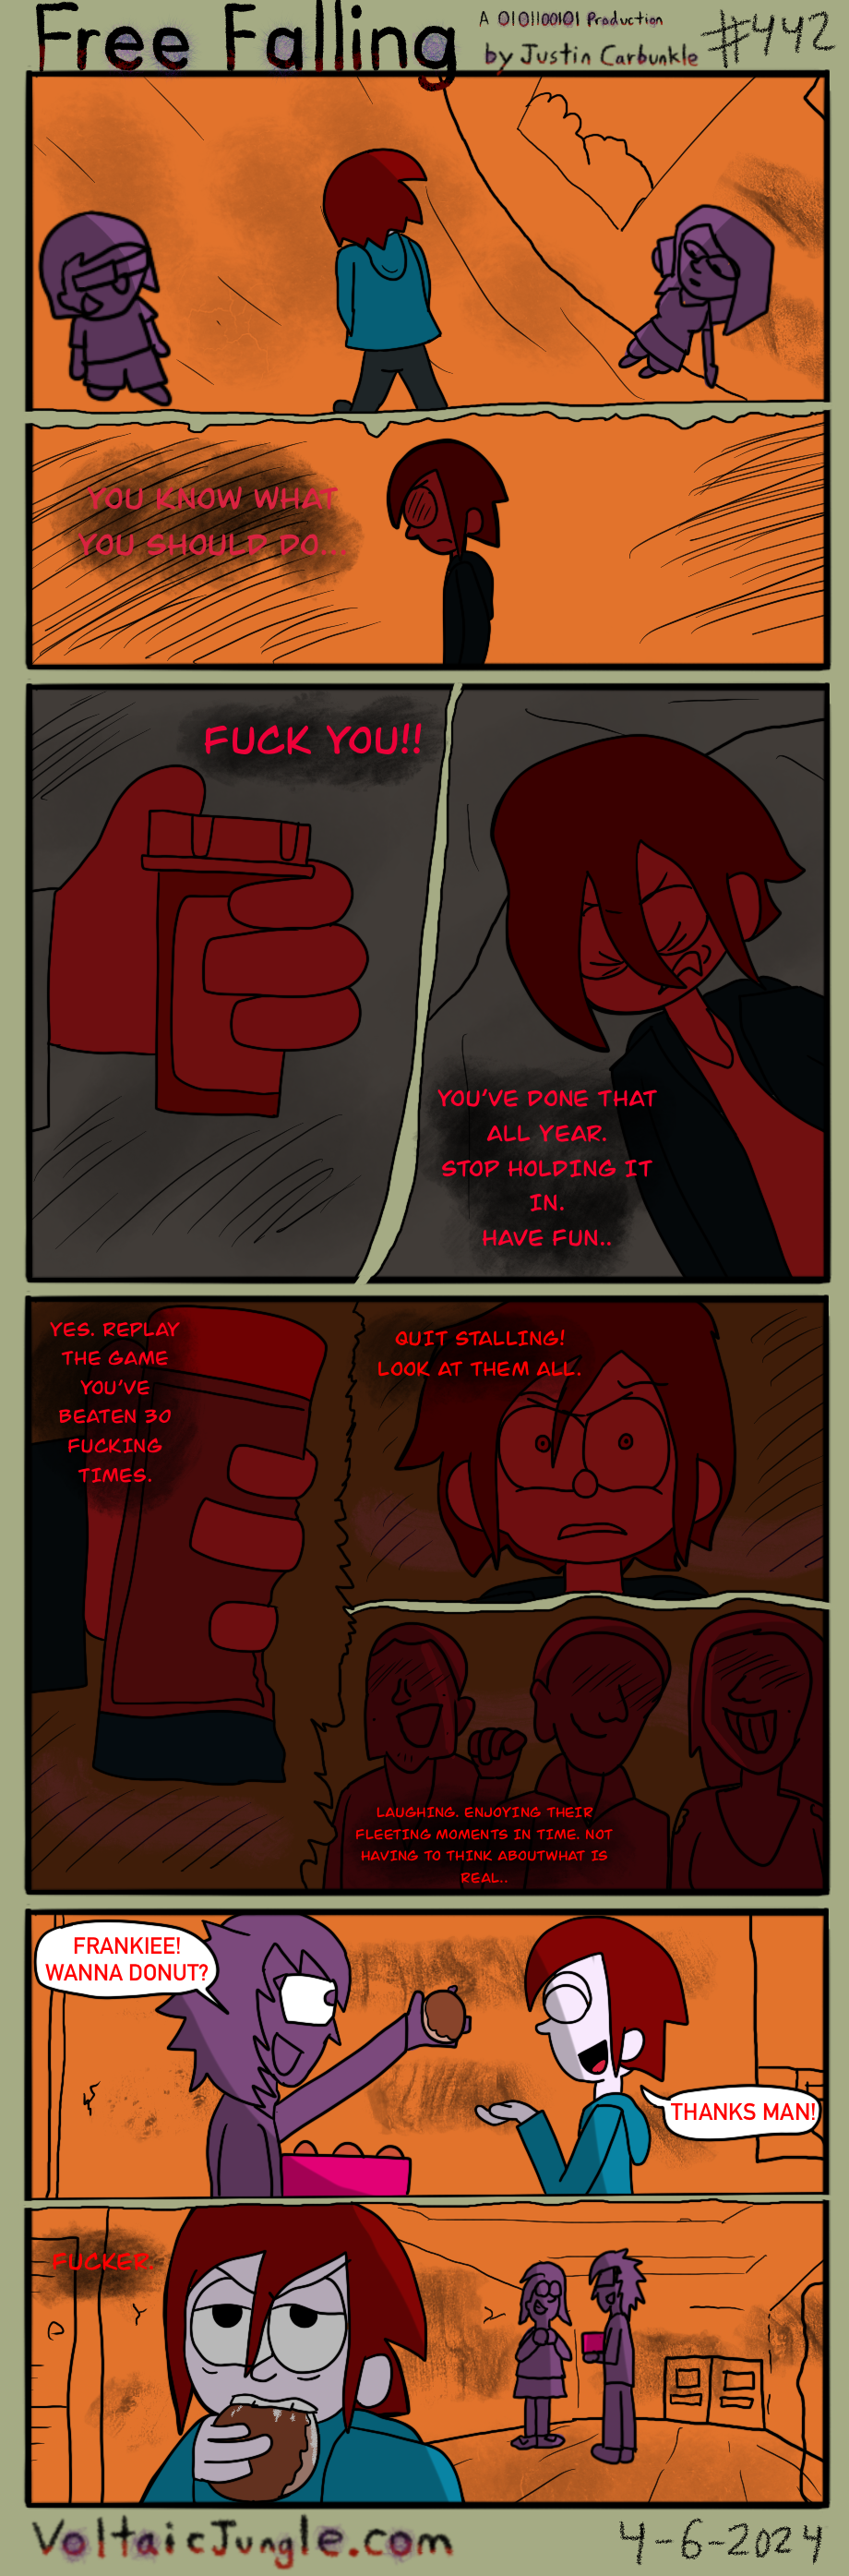 Free Falling
A 0101100101 Production
by Justin Carbunkle
#442
YOU KNOW WHAT
YOU SHOULD DO...
FUCK YOU!!
YOU'VE DONE THAT
ALL YEAR.
STOP HOLDING IT
IN.
HAVE FUN..
YES. REPLAY
THE GAME
YOU'VE
BEATEN 30
FUCKING
TIMES.
QUIT STALLING!
LOOK AT THEM ALL.
LAUGHING. ENJOYING THEIR
FLEETING MOMENTS IN TIME. NOT
HAVING TO THINK ABOUTWHAT IS
REAL..
FRANKIEE!
WANNA DONUT?
THANKS MAN!
FUCKER.
VoltaicJungle.com
4-6-2024